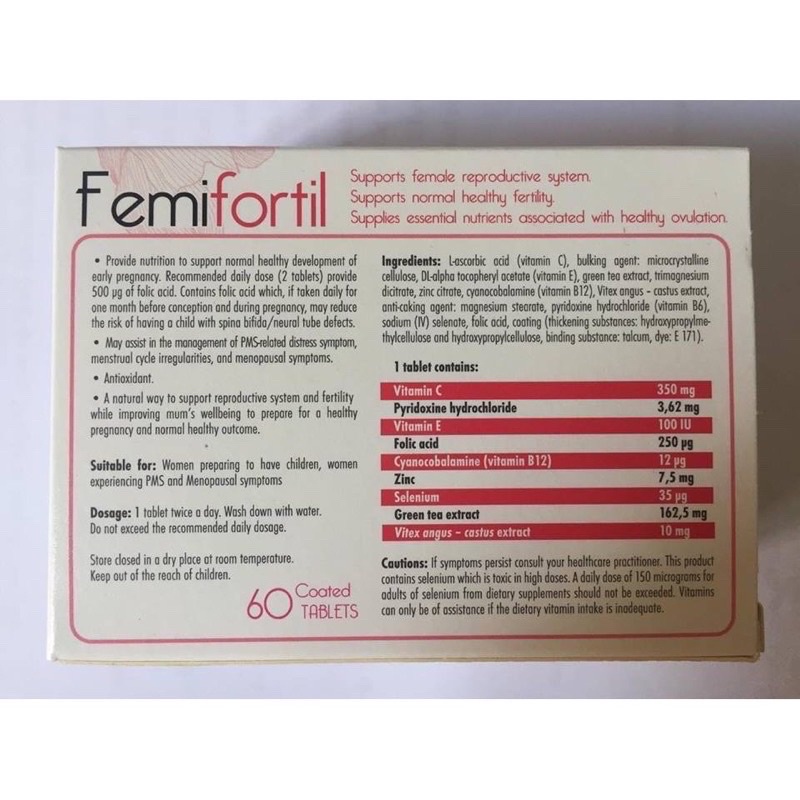 Femifortil
Supports female reproductive system.
Supports normal healthy fertility.
Supplies essential nutrients associated with healthy ovulation.
• Provide nutrition to support normal healthy development of
early pregnancy. Recommended daily dose (2 tablets) provide
500 µg of folic acid. Contains folic acid which, if taken daily for
one month before conception and during pregnancy, may reduce
the risk of having a child with spina bifida/neural tube defects.
• May assist in the management of PMS-related distress symptom,
menstrual cycle irregularities, and menopausal symptoms.
• Antioxidant.
• A natural way to support reproductive system and fertility
while improving mum's wellbeing to prepare for a healthy
pregnancy and normal healthy outcome.
Suitable for: Women preparing to have children, women
experiencing PMS and Menopausal symptoms
Dosage: 1 tablet twice a day. Wash down with water.
Do not exceed the recommended daily dosage.
Store closed in a dry place at room temperature.
Keep out of the reach of children.
60 Coated
TABLETS
Ingredients: L-ascorbic acid (vitamin C), bulking agent: microcrystalline
cellulose, DL-alpha tocopheryl acetate (vitamin E), green tea extract, trimagnesium
dicitrate, zinc citrate, cyanocobalamine (vitamin B12), Vitex angus - castus extract,
anti-caking agent: magnesium stearate, pyridoxine hydrochloride (vitamin B6),
sodium (IV) selenate, folic acid, coating (thickening substances: hydroxypropylme-
thylcellulose and hydroxypropylcellulose, binding substance: talcum, dye: E 171).
1 tablet contains:
Vitamin C 350 mg
Pyridoxine hydrochloride 3,62 mg
Vitamin E 100 IU
Folic acid 250 µg
Cyanocobalamine (vitamin B12) 12 µg
Zinc 7,5 mg
Selenium 35 µg
Green tea extract 162,5 mg
Vitex angus - castus extract 10 mg
Cautions: If symptoms persist consult your healthcare practitioner. This product
contains selenium which is toxic in high doses. A daily dose of 150 micrograms for
adults of selenium from dietary supplements should not be exceeded. Vitamins
can only be of assistance if the dietary vitamin intake is inadequate.